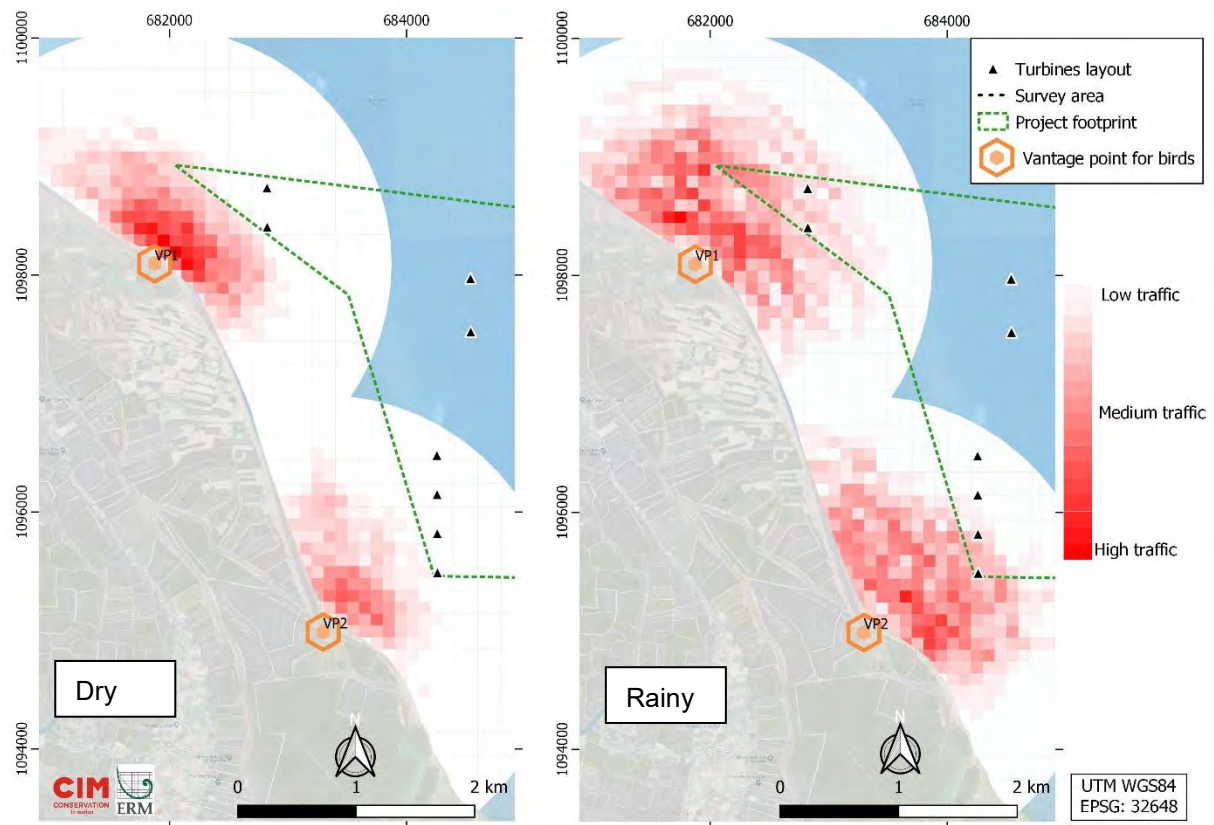 682000
684000
682000
684000
1100000
1098000
1096000
1094000
Turbines layout
Survey area
Project footprint
Vantage point for birds
VP1
VP1
Low traffic
Medium traffic
High traffic
VP2
VP2
Dry
Rainy
N
N
CIM
CONSERVATION
in motion
ERM
0 1 2 km
0 1 2 km
UTM WGS84
EPSG: 32648
1100000
1098000
1096000
1094000